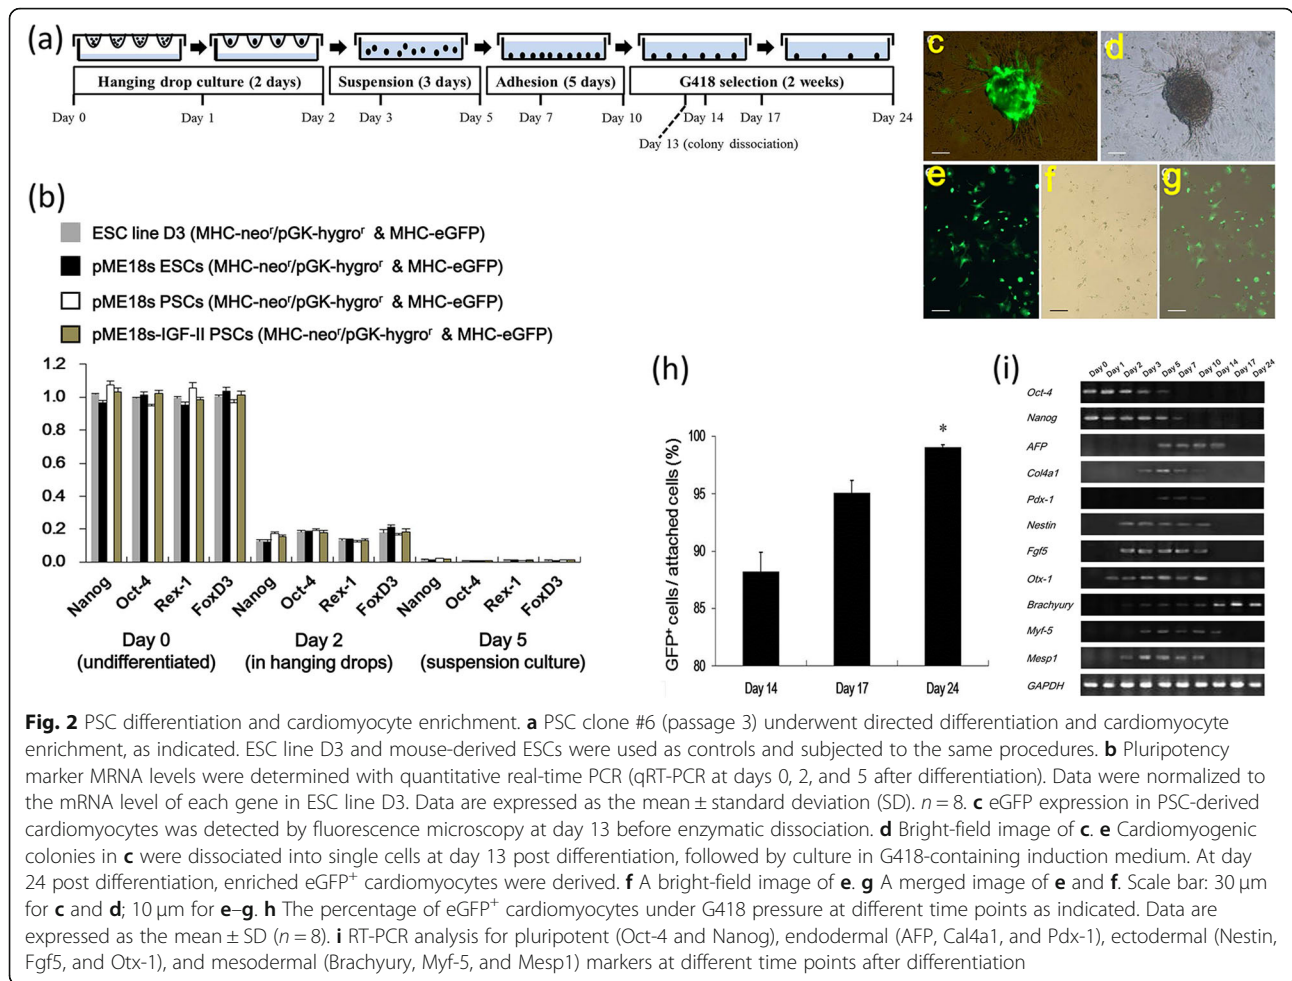 (a)
Hanging drop culture (2 days)
Suspension (3 days)
Adhesion (5 days)
G418 selection (2 weeks)
Day 0
Day 1
Day 2
Day 3
Day 5
Day 7
Day 10
Day 14
Day 17
Day 24
Day 13 (colony dissociation)
c
d
e
f
g
(b)
ESC line D3 (MHC-neoʳ/pGK-hygroʳ & MHC-eGFP)
pME18s ESCs (MHC-neoʳ/pGK-hygroʳ & MHC-eGFP)
pME18s PSCs (MHC-neoʳ/pGK-hygroʳ & MHC-eGFP)
pME18s-IGF-II PSCs (MHC-neoʳ/pGK-hygroʳ & MHC-eGFP)
1.2
1.0
0.8
0.6
0.4
0.2
0.0
Nanog
Oct-4
Rex-1
FoxD3
Nanog
Oct-4
Rex-1
FoxD3
Nanog
Oct-4
Rex-1
FoxD3
Day 0
(undifferentiated)
Day 2
(in hanging drops)
Day 5
(suspension culture)
(h)
GFP⁺ cells / attached cells (%)
100
95
90
85
80
*
Day 14
Day 17
Day 24
(i)
Day 0
Day 1
Day 2
Day 3
Day 5
Day 7
Day 10
Day 14
Day 17
Day 24
Oct-4
Nanog
AFP
Col4a1
Pdx-1
Nestin
Fgf5
Otx-1
Brachyury
Myf-5
Mesp1
GAPDH
Fig. 2 PSC differentiation and cardiomyocyte enrichment. a PSC clone #6 (passage 3) underwent directed differentiation and cardiomyocyte
enrichment, as indicated. ESC line D3 and mouse-derived ESCs were used as controls and subjected to the same procedures. b Pluripotency
marker MRNA levels were determined with quantitative real-time PCR (qRT-PCR at days 0, 2, and 5 after differentiation). Data were normalized to
the mRNA level of each gene in ESC line D3. Data are expressed as the mean ± standard deviation (SD). n = 8. c eGFP expression in PSC-derived
cardiomyocytes was detected by fluorescence microscopy at day 13 before enzymatic dissociation. d Bright-field image of c. e Cardiomyogenic
colonies in c were dissociated into single cells at day 13 post differentiation, followed by culture in G418-containing induction medium. At day
24 post differentiation, enriched eGFP⁺ cardiomyocytes were derived. f A bright-field image of e. g A merged image of e and f. Scale bar: 30 μm
for c and d; 10 μm for e–g. h The percentage of eGFP⁺ cardiomyocytes under G418 pressure at different time points as indicated. Data are
expressed as the mean ± SD (n = 8). i RT-PCR analysis for pluripotent (Oct-4 and Nanog), endodermal (AFP, Cal4a1, and Pdx-1), ectodermal (Nestin,
Fgf5, and Otx-1), and mesodermal (Brachyury, Myf-5, and Mesp1) markers at different time points after differentiation